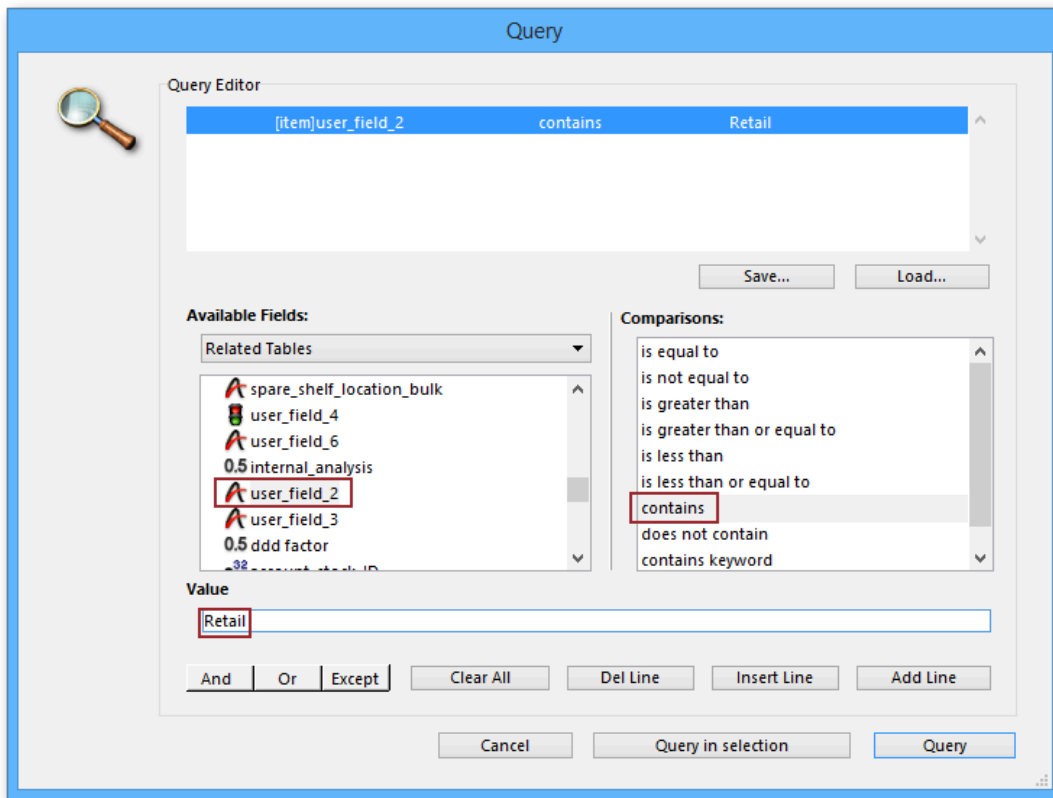 Query
Query Editor
[item]user_field_2 contains Retail
Save... Load...
Available Fields:
Comparisons:
Related Tables
spare_shelf_location_bulk
user_field_4
user_field_6
0.5 internal_analysis
user_field_2
user_field_3
0.5 ddd factor
is equal to
is not equal to
is greater than
is greater than or equal to
is less than
is less than or equal to
contains
does not contain
contains keyword
Value
Retail
And Or Except Clear All Del Line Insert Line Add Line
Cancel Query in selection Query